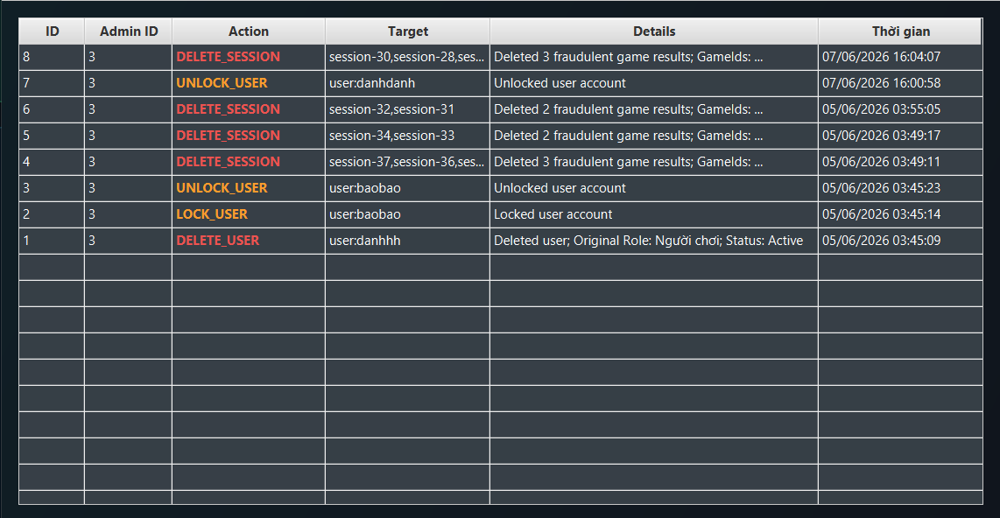 ID Admin ID Action Target Details Thời gian
8 3 DELETE_SESSION session-30,session-28,ses... Deleted 3 fraudulent game results; GameIds: ... 07/06/2026 16:04:07
7 3 UNLOCK_USER user:danhdanh Unlocked user account 07/06/2026 16:00:58
6 3 DELETE_SESSION session-32,session-31 Deleted 2 fraudulent game results; GameIds: ... 05/06/2026 03:55:05
5 3 DELETE_SESSION session-34,session-33 Deleted 2 fraudulent game results; GameIds: ... 05/06/2026 03:49:17
4 3 DELETE_SESSION session-37,session-36,ses... Deleted 3 fraudulent game results; GameIds: ... 05/06/2026 03:49:11
3 3 UNLOCK_USER user:baobao Unlocked user account 05/06/2026 03:45:23
2 3 LOCK_USER user:baobao Locked user account 05/06/2026 03:45:14
1 3 DELETE_USER user:danhhh Deleted user; Original Role: Người chơi; Status: Active 05/06/2026 03:45:09